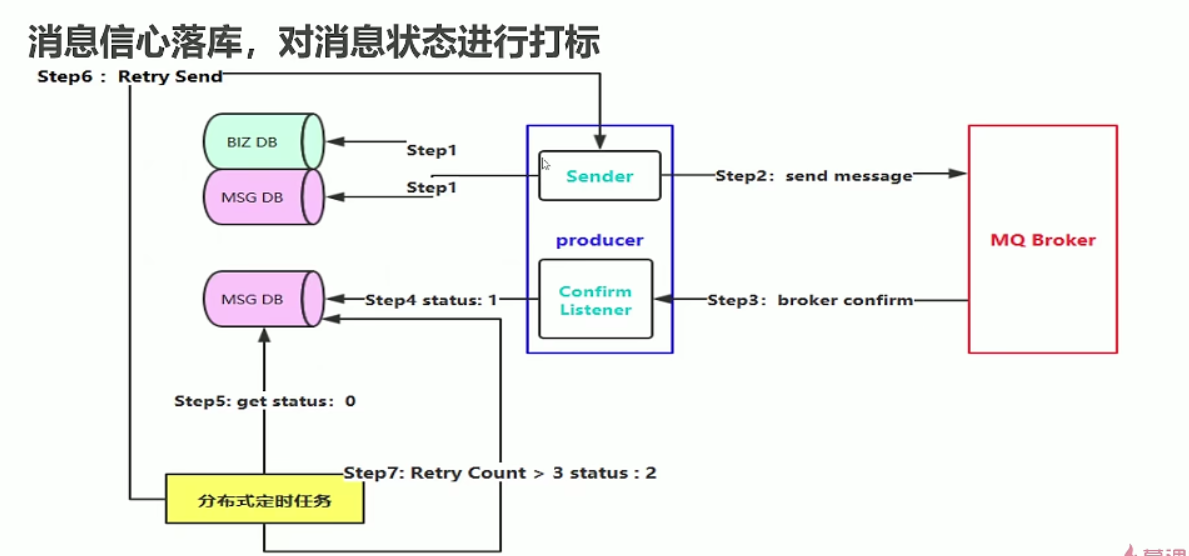 消息信心落库，对消息状态进行打标
Step6： Retry Send
BIZ DB
Step1
MSG DB
Step1
Sender
Step2：send message
producer
MQ Broker
MSG DB
Step4 status: 1
Confirm
Listener
Step3：broker confirm
Step5: get status：0
Step7: Retry Count > 3 status : 2
分布式定时任务